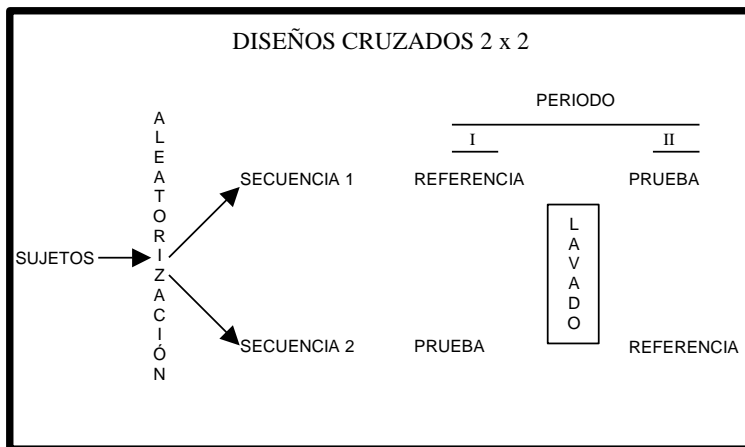 DISEÑOS CRUZADOS 2 x 2
PERIODO
I II
SECUENCIA 1 REFERENCIA PRUEBA
SUJETOS
ALEATORIZACIÓN
LAVADO
SECUENCIA 2 PRUEBA REFERENCIA